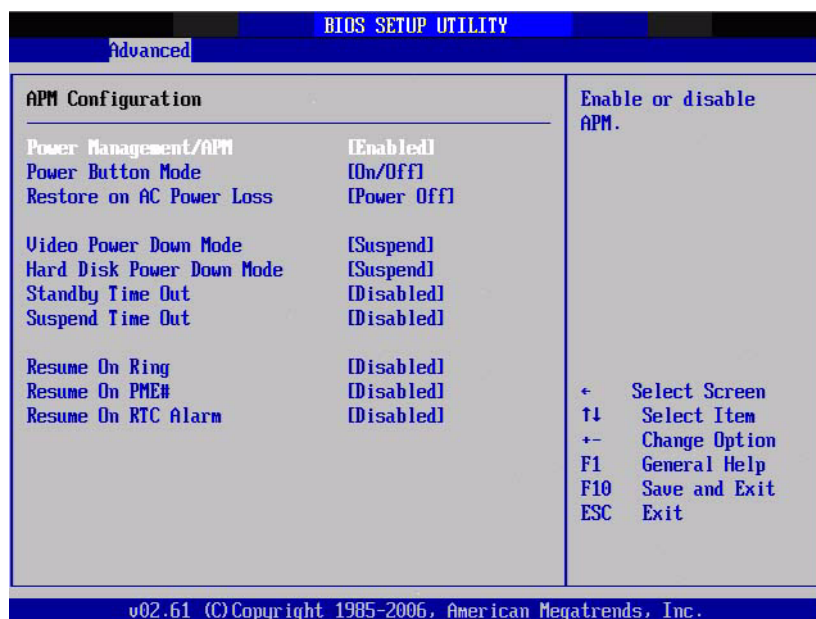 BIOS SETUP UTILITY
Advanced
APM Configuration
Power Management/APM [Enabled]
Power Button Mode [On/Off]
Restore on AC Power Loss [Power Off]
Video Power Down Mode [Suspend]
Hard Disk Power Down Mode [Suspend]
Standby Time Out [Disabled]
Suspend Time Out [Disabled]
Resume On Ring [Disabled]
Resume On PME# [Disabled]
Resume On RTC Alarm [Disabled]
Enable or disable
APM.
← Select Screen
↑↓ Select Item
+- Change Option
F1 General Help
F10 Save and Exit
ESC Exit
v02.61 (C)Copyright 1985-2006, American Megatrends, Inc.